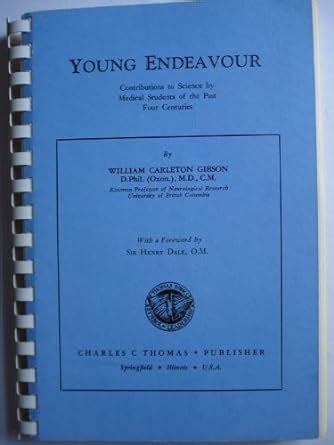 YOUNG ENDEAVOUR
Contributions to Science by
Medical Students of the Past
Four Centuries
By
WILLIAM CARLETON GIBSON
D.Phil. (Oxon.), M.D., C.M.
Kinsmen Professor of Neurological Research
University of British Columbia
With a Foreword by
SIR HENRY DALE, O.M.
CHARLES C THOMAS • PUBLISHER
Springfield • Illinois • U.S.A.